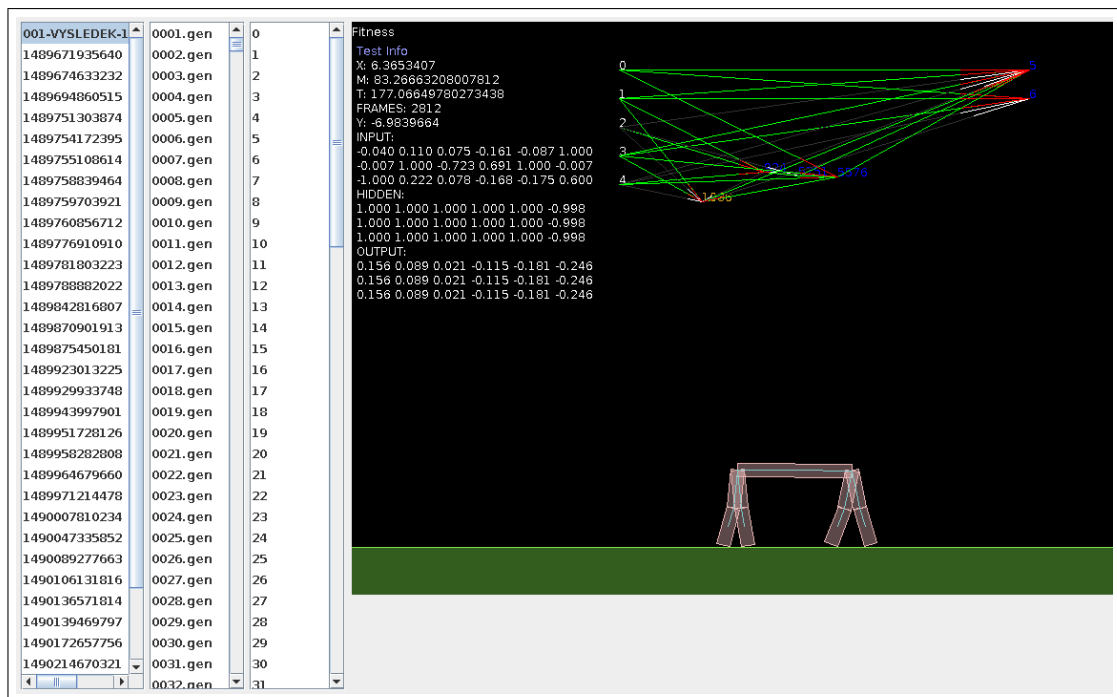 001-VYSLEDEK-1
1489671935640
1489674633232
1489694860515
1489751303874
1489754172395
1489755108614
1489758839464
1489759703921
1489760856712
1489776910910
1489781803223
1489788882022
1489842816807
1489870901913
1489875450181
1489923013225
1489929933748
1489943997901
1489951728126
1489958282808
1489964679660
1489971214478
1490007810234
1490047335852
1490089277663
1490106131816
1490136571814
1490139469797
1490172657756
1490214670321
0001.gen
0002.gen
0003.gen
0004.gen
0005.gen
0006.gen
0007.gen
0008.gen
0009.gen
0010.gen
0011.gen
0012.gen
0013.gen
0014.gen
0015.gen
0016.gen
0017.gen
0018.gen
0019.gen
0020.gen
0021.gen
0022.gen
0023.gen
0024.gen
0025.gen
0026.gen
0027.gen
0028.gen
0029.gen
0030.gen
0031.gen
0032.gen
0
1
2
3
4
5
6
7
8
9
10
11
12
13
14
15
16
17
18
19
20
21
22
23
24
25
26
27
28
29
30
31
Fitness
Test Info
X: 6.3653407
M: 83.26663208007812
T: 177.06649780273438
FRAMES: 2812
Y: -6.9839664
INPUT:
-0.040 0.110 0.075 -0.161 -0.087 1.000
-0.007 1.000 -0.723 0.691 1.000 -0.007
-1.000 0.222 0.078 -0.168 -0.175 0.600
HIDDEN:
1.000 1.000 1.000 1.000 1.000 -0.998
1.000 1.000 1.000 1.000 1.000 -0.998
1.000 1.000 1.000 1.000 1.000 -0.998
OUTPUT:
0.156 0.089 0.021 -0.115 -0.181 -0.246
0.156 0.089 0.021 -0.115 -0.181 -0.246
0.156 0.089 0.021 -0.115 -0.181 -0.246
0
1
2
3
4
5
6